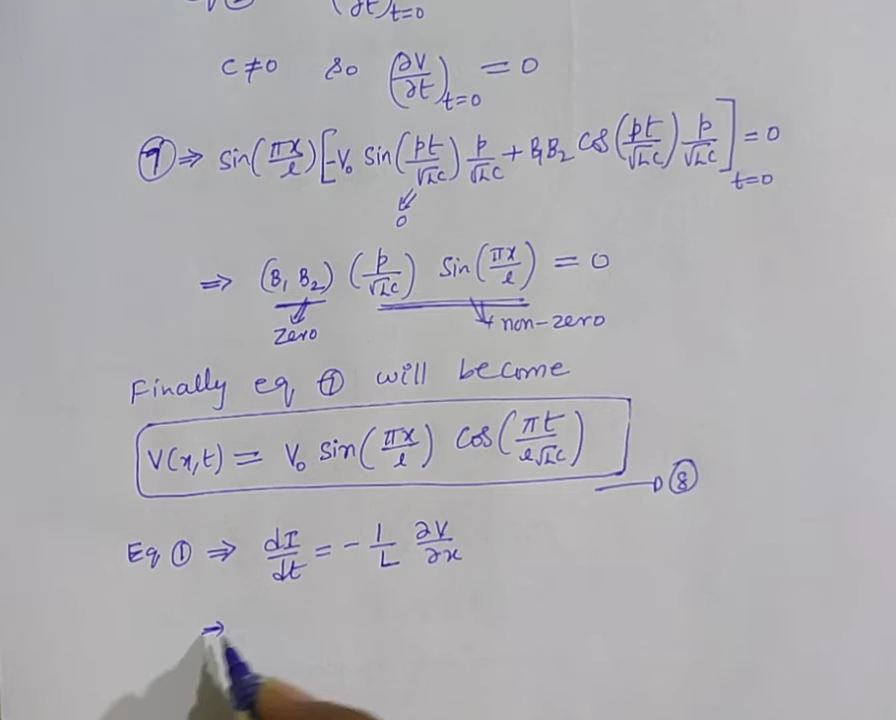 (∂t)t=0
C≠0 so (∂V/∂t)t=0 = 0
⑦ ⇒ sin(πx/l)[-V₀ sin(pt/√LC) p/√LC + B₁B₂ cos(pt/√LC) p/√LC]t=0 = 0
0
⇒ (B₁ B₂) (p/√LC) sin(πx/l) = 0
zero non-zero
Finally eq ⑦ will become
V(x,t) = V₀ sin(πx/l) cos(πt/l√LC) ⑧
Eq ① ⇒ dI/dt = - 1/L ∂V/∂x
⇒